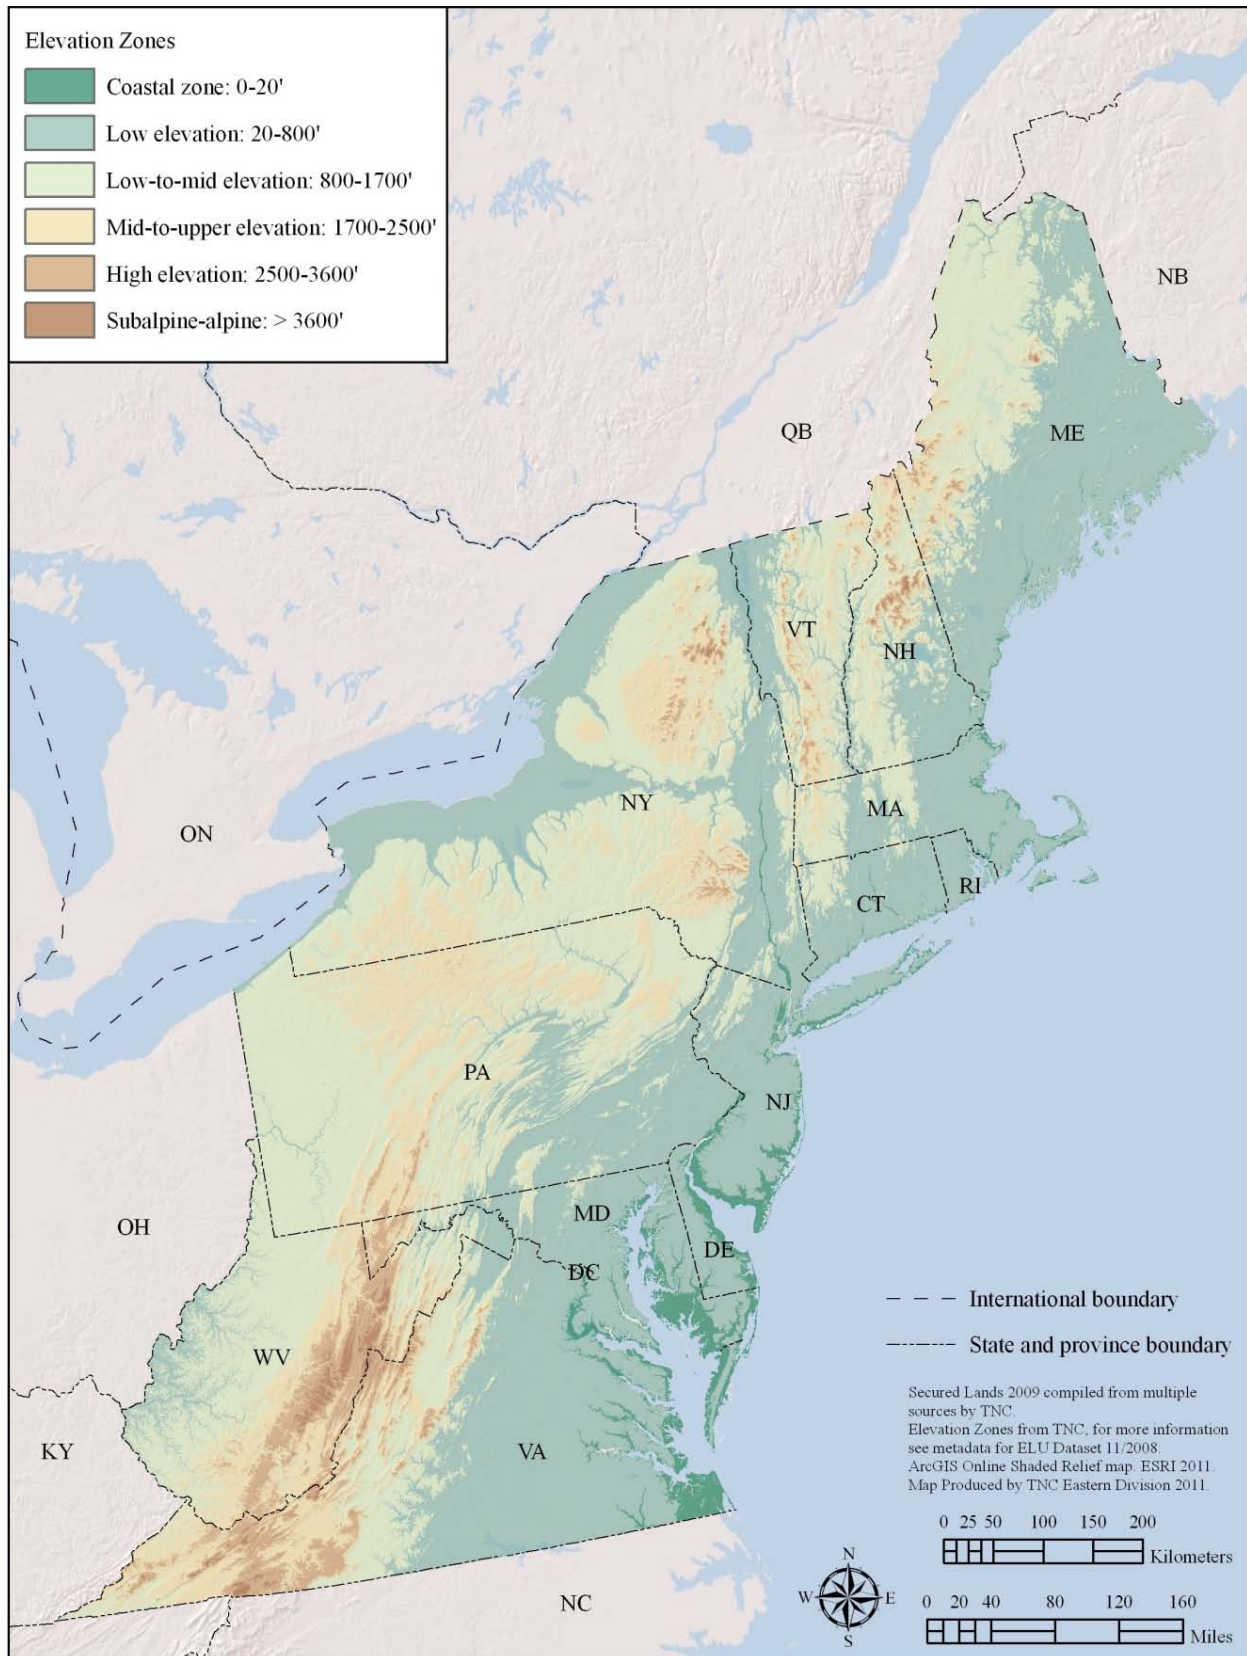 Elevation Zones
Coastal zone: 0-20'
Low elevation: 20-800'
Low-to-mid elevation: 800-1700'
Mid-to-upper elevation: 1700-2500'
High elevation: 2500-3600'
Subalpine-alpine: > 3600'
NB
QB
ME
VT
NH
NY
MA
ON
CT
RI
PA
NJ
OH
MD
DE
DC
WV
KY
VA
NC
International boundary
State and province boundary
Secured Lands 2009 compiled from multiple
sources by TNC.
Elevation Zones from TNC, for more information
see metadata for ELU Dataset 11/2008.
ArcGIS Online Shaded Relief map. ESRI 2011.
Map Produced by TNC Eastern Division 2011.
0 25 50 100 150 200
Kilometers
N
W E
S
0 20 40 80 120 160
Miles